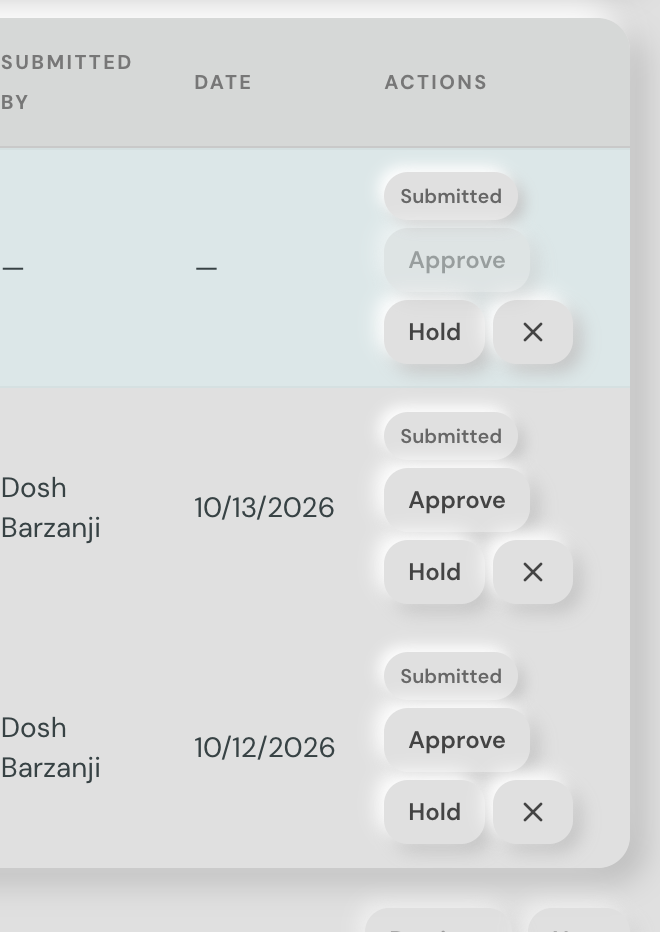 SUBMITTED
BY
DATE
ACTIONS
—
—
Submitted
Approve
Hold
Dosh
Barzanji
10/13/2026
Submitted
Approve
Hold
Dosh
Barzanji
10/12/2026
Submitted
Approve
Hold